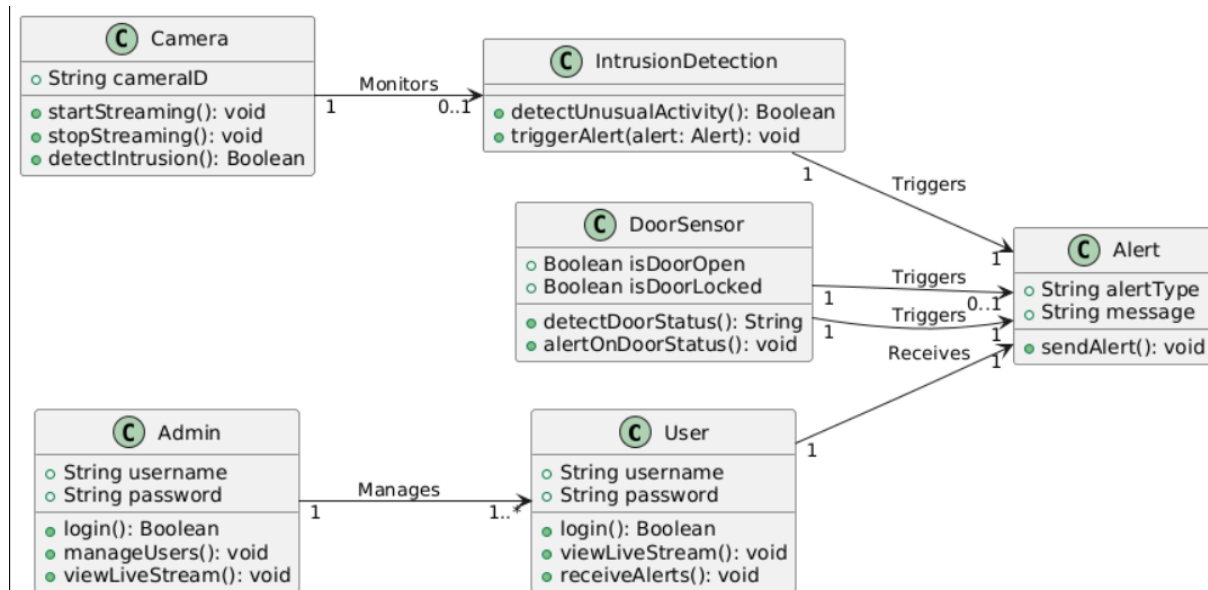 C Camera
String cameraID
startStreaming(): void
stopStreaming(): void
detectIntrusion(): Boolean
Monitors
1
0..1
C IntrusionDetection
detectUnusualActivity(): Boolean
triggerAlert(alert: Alert): void
1
Triggers
1
C DoorSensor
Boolean isDoorOpen
Boolean isDoorLocked
detectDoorStatus(): String
alertOnDoorStatus(): void
Triggers
1
0..1
Triggers
1
1
C Alert
String alertType
String message
sendAlert(): void
Receives
1
1
C Admin
String username
String password
login(): Boolean
manageUsers(): void
viewLiveStream(): void
Manages
1
1..*
C User
String username
String password
login(): Boolean
viewLiveStream(): void
receiveAlerts(): void